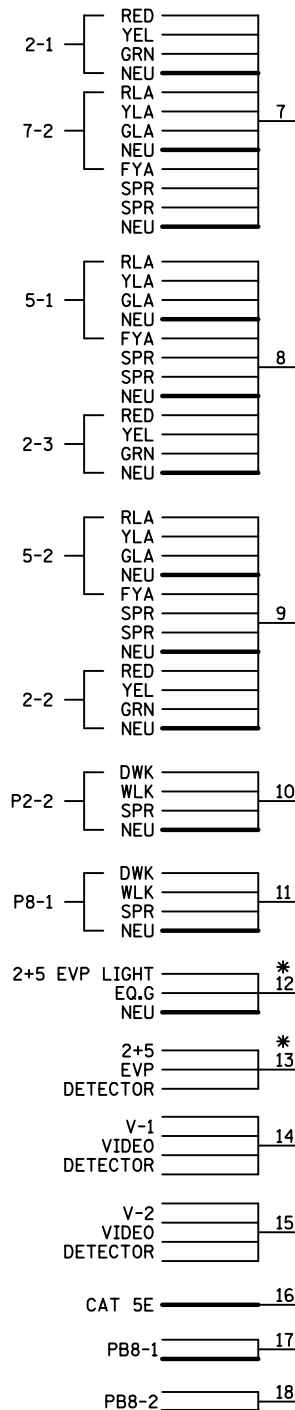 RED
YEL
2-1
GRN
NEU
RLA
YLA
7
7-2
GLA
NEU
FYA
SPR
SPR
NEU
RLA
YLA
5-1
GLA
NEU
FYA
SPR
8
SPR
NEU
RED
2-3
YEL
GRN
NEU
RLA
YLA
5-2
GLA
NEU
FYA
SPR
9
SPR
NEU
RED
2-2
YEL
GRN
NEU
DWK
P2-2
WLK
10
SPR
NEU
DWK
P8-1
WLK
11
SPR
NEU
2+5 EVP LIGHT
*
EQ.G
12
NEU
2+5
*
EVP
13
DETECTOR
V-1
VIDEO
14
DETECTOR
V-2
VIDEO
15
DETECTOR
CAT 5E
16
PB8-1
17
PB8-2
18